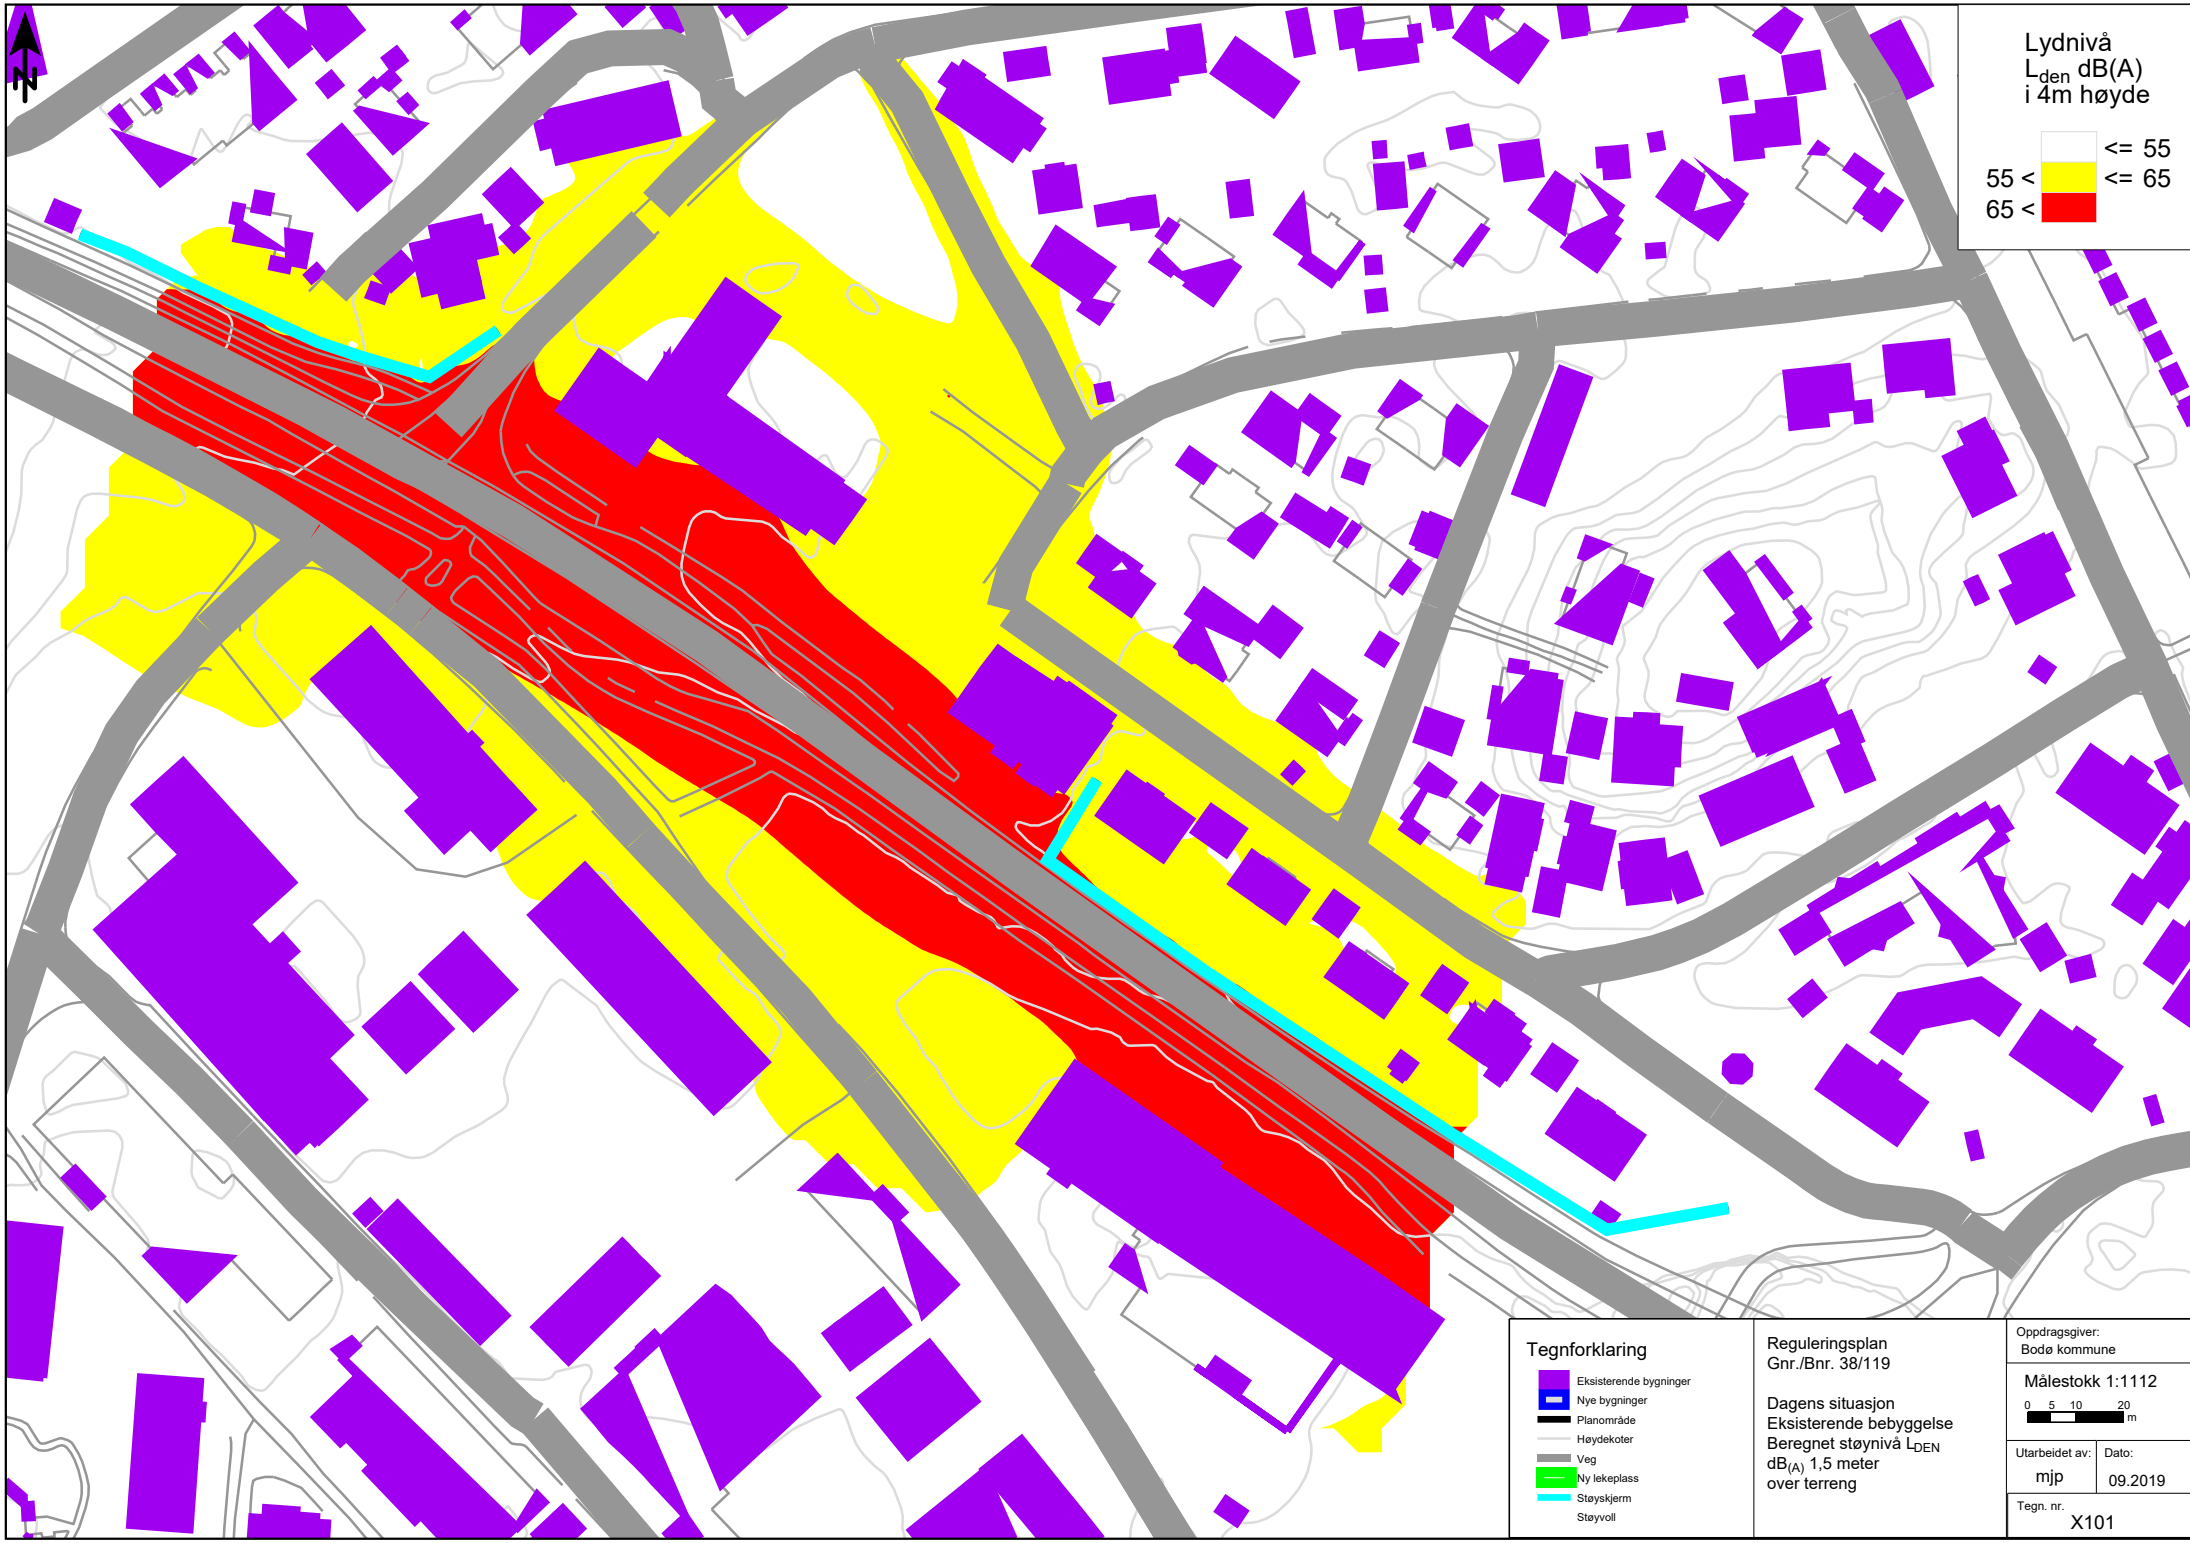 N
Lydnivå
Lden dB(A)
i 4m høyde
<= 55
55 < <= 65
65 <
Tegnforklaring
Eksisterende bygninger
Nye bygninger
Planområde
Høydekoter
Veg
Ny lekeplass
Støyskjerm
Støyvoll
Reguleringsplan
Gnr./Bnr. 38/119
Dagens situasjon
Eksisterende bebyggelse
Beregnet støynivå LDEN
dB(A) 1,5 meter
over terreng
Oppdragsgiver:
Bodø kommune
Målestokk 1:1112
0 5 10 20
m
Utarbeidet av:
mjp
Dato:
09.2019
Tegn. nr.
X101